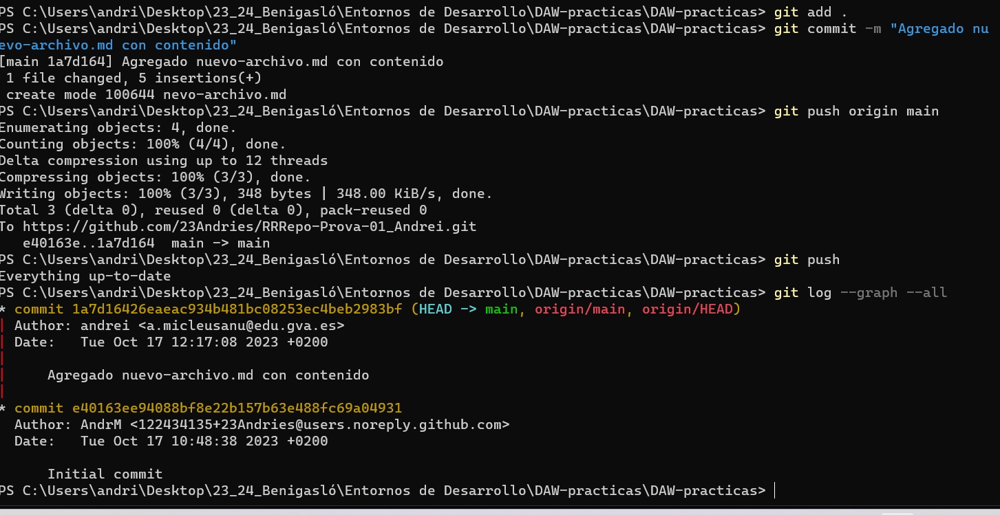 PS C:\Users\andri\Desktop\23_24_Benigasló\Entornos de Desarrollo\DAW-practicas\DAW-practicas> git add .
PS C:\Users\andri\Desktop\23_24_Benigasló\Entornos de Desarrollo\DAW-practicas\DAW-practicas> git commit -m "Agregado nu
evo-archivo.md con contenido"
[main 1a7d164] Agregado nuevo-archivo.md con contenido
 1 file changed, 5 insertions(+)
 create mode 100644 nevo-archivo.md
PS C:\Users\andri\Desktop\23_24_Benigasló\Entornos de Desarrollo\DAW-practicas\DAW-practicas> git push origin main
Enumerating objects: 4, done.
Counting objects: 100% (4/4), done.
Delta compression using up to 12 threads
Compressing objects: 100% (3/3), done.
Writing objects: 100% (3/3), 348 bytes | 348.00 KiB/s, done.
Total 3 (delta 0), reused 0 (delta 0), pack-reused 0
To https://github.com/23Andries/RRRepo-Prova-01_Andrei.git
   e40163e..1a7d164  main -> main
PS C:\Users\andri\Desktop\23_24_Benigasló\Entornos de Desarrollo\DAW-practicas\DAW-practicas> git push
Everything up-to-date
PS C:\Users\andri\Desktop\23_24_Benigasló\Entornos de Desarrollo\DAW-practicas\DAW-practicas> git log --graph --all
* commit 1a7d16426eaeac934b481bc08253ec4beb2983bf (HEAD -> main, origin/main, origin/HEAD)
| Author: andrei <a.micleusanu@edu.gva.es>
| Date:   Tue Oct 17 12:17:08 2023 +0200
|
|     Agregado nuevo-archivo.md con contenido
|
* commit e40163ee94088bf8e22b157b63e488fc69a04931
  Author: AndrM <122434135+23Andries@users.noreply.github.com>
  Date:   Tue Oct 17 10:48:38 2023 +0200

      Initial commit
PS C:\Users\andri\Desktop\23_24_Benigasló\Entornos de Desarrollo\DAW-practicas\DAW-practicas>